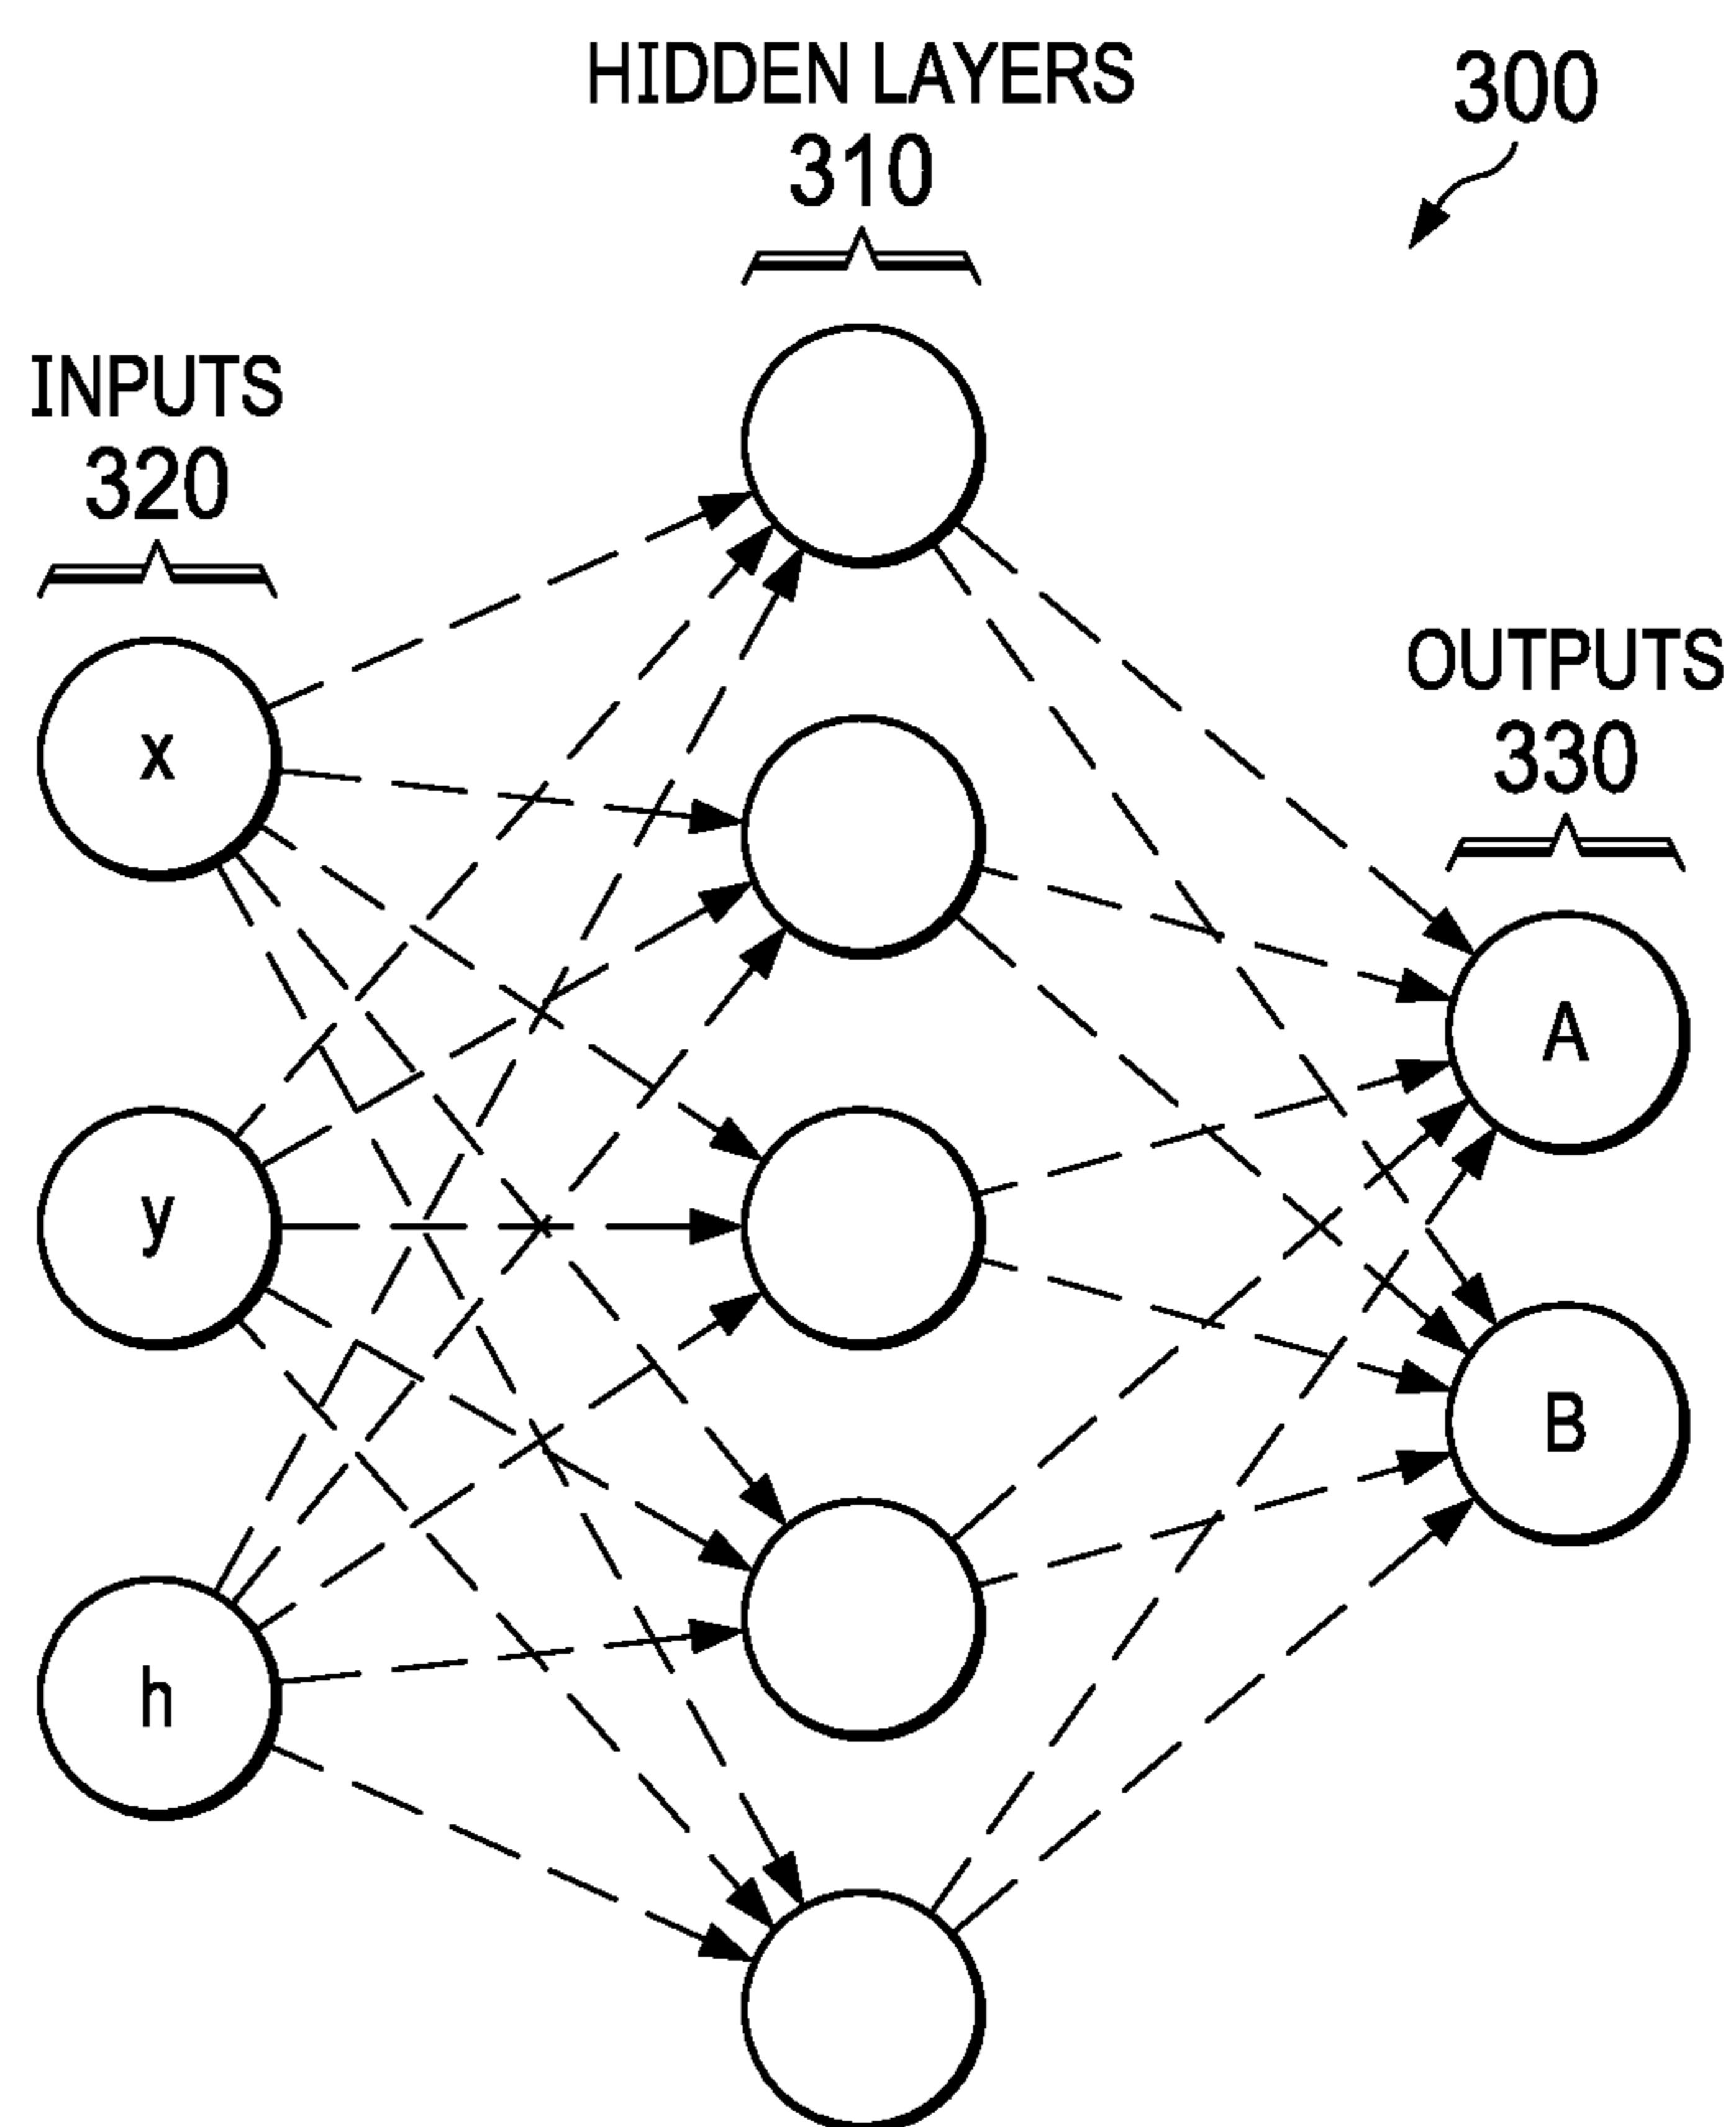 HIDDEN LAYERS
310
300
INPUTS
320
OUTPUTS
330
x
y
h
A
B